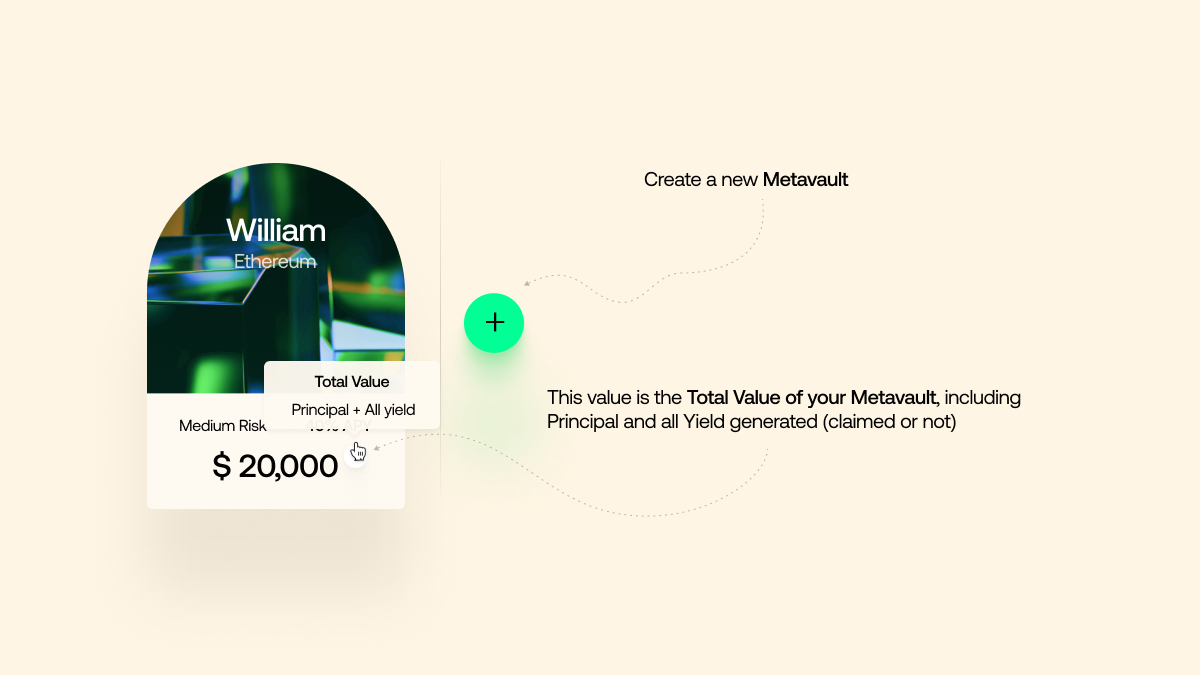 William
Ethereum
Total Value
Principal + All yield
Medium Risk
$ 20,000
Create a new Metavault
+
This value is the Total Value of your Metavault, including
Principal and all Yield generated (claimed or not)